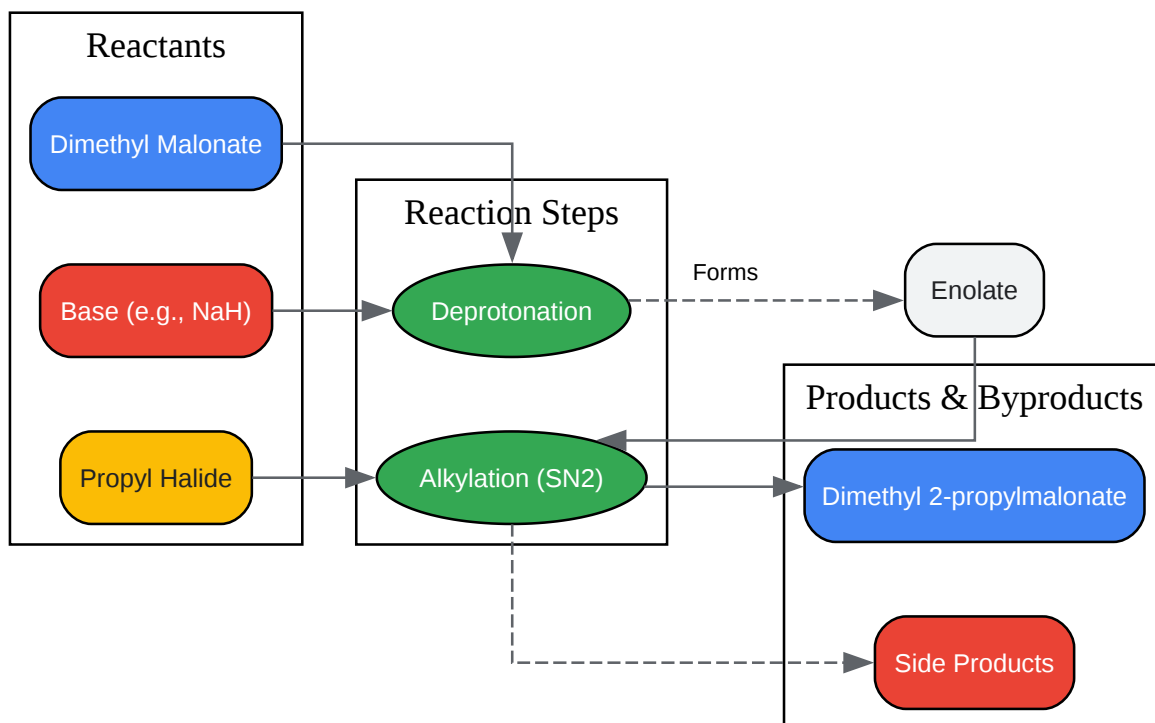 Reactants
Dimethyl Malonate
Base (e.g., NaH)
Propyl Halide
Reaction Steps
Deprotonation
Alkylation (SN2)
Forms
Enolate
Products & Byproducts
Dimethyl 2-propylmalonate
Side Products